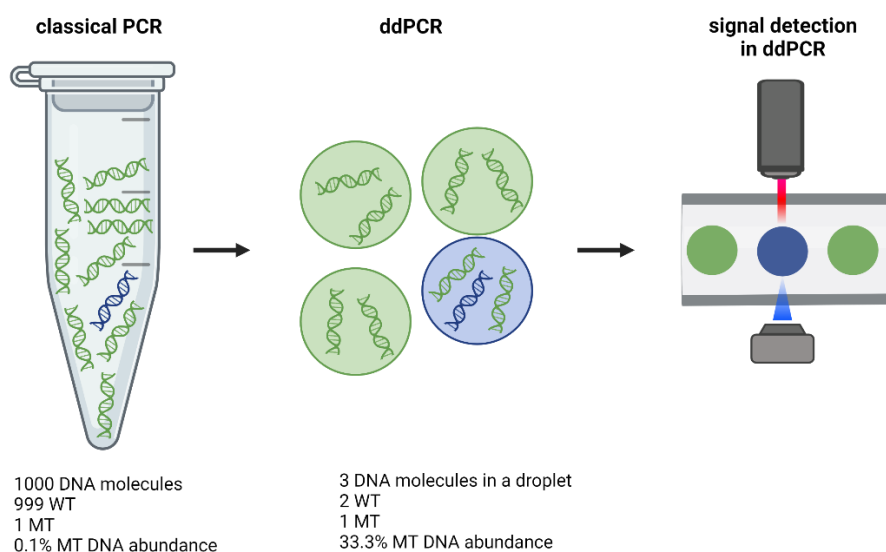 classical PCR
ddPCR
signal detection
in ddPCR
1000 DNA molecules
999 WT
1 MT
0.1% MT DNA abundance
3 DNA molecules in a droplet
2 WT
1 MT
33.3% MT DNA abundance